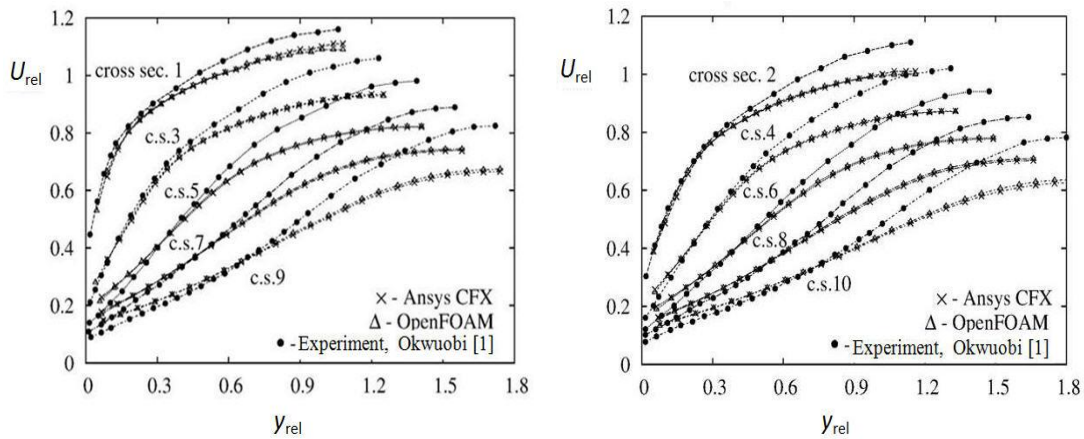 1.2
U_rel
1
cross sec. 1
0.8
c.s.3
0.6
c.s.5
0.4
c.s.7
c.s.9
0.2
× - Ansys CFX
Δ - OpenFOAM
● -Experiment, Okwuobi [1]
0
0 0.3 0.6 0.9 1.2 1.5 1.8
y_rel
1.2
U_rel
1
cross sec. 2
0.8
c.s.4
0.6
c.s.6
0.4
c.s.8
c.s.10
0.2
× - Ansys CFX
Δ - OpenFOAM
● -Experiment, Okwuobi [1]
0
0 0.3 0.6 0.9 1.2 1.5 1.8
y_rel